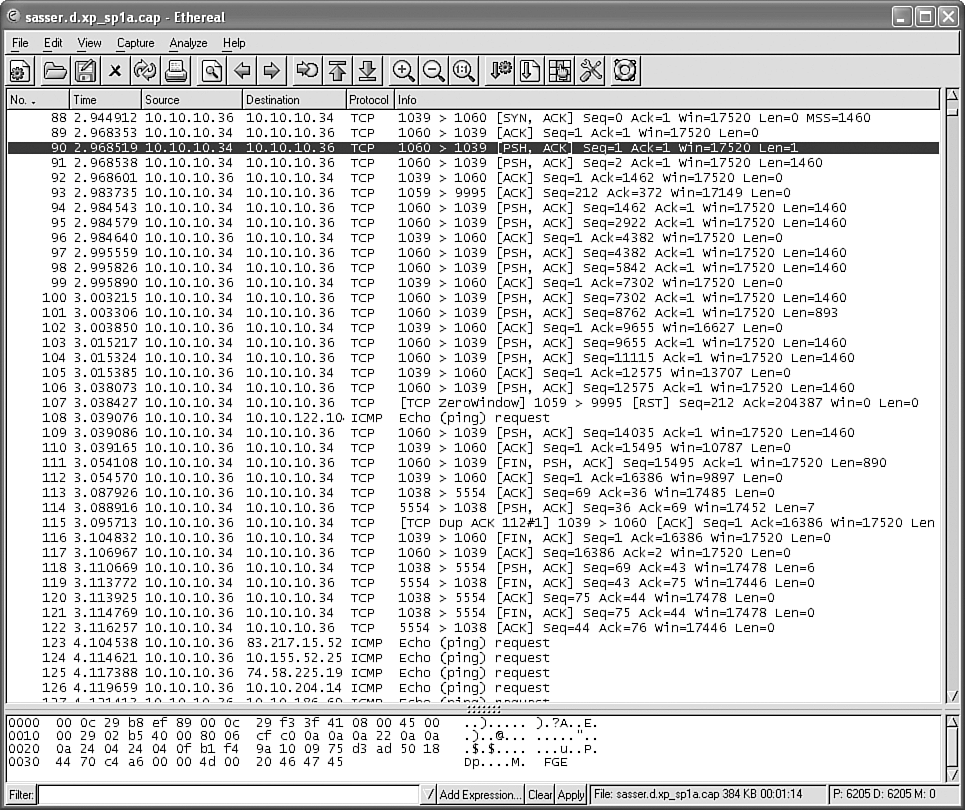 sasser.d.xp_sp1a.cap - Ethereal
File Edit View Capture Analyze Help
No. Time Source Destination Protocol Info
88 2.944912 10.10.10.36 10.10.10.34 TCP 1039 > 1060 [SYN, ACK] Seq=0 Ack=1 Win=17520 Len=0 MSS=1460
89 2.968353 10.10.10.34 10.10.10.36 TCP 1060 > 1039 [ACK] Seq=1 Ack=1 Win=17520 Len=0
90 2.968519 10.10.10.34 10.10.10.36 TCP 1060 > 1039 [PSH, ACK] Seq=1 Ack=1 Win=17520 Len=1
91 2.968538 10.10.10.34 10.10.10.36 TCP 1060 > 1039 [PSH, ACK] Seq=2 Ack=1 Win=17520 Len=1460
92 2.968601 10.10.10.36 10.10.10.34 TCP 1039 > 1060 [ACK] Seq=1 Ack=1462 Win=17520 Len=0
93 2.983735 10.10.10.34 10.10.10.36 TCP 1059 > 9995 [ACK] Seq=212 Ack=372 Win=17149 Len=0
94 2.984543 10.10.10.34 10.10.10.36 TCP 1060 > 1039 [PSH, ACK] Seq=1462 Ack=1 Win=17520 Len=1460
95 2.984579 10.10.10.34 10.10.10.36 TCP 1060 > 1039 [PSH, ACK] Seq=2922 Ack=1 Win=17520 Len=1460
96 2.984640 10.10.10.36 10.10.10.34 TCP 1039 > 1060 [ACK] Seq=1 Ack=4382 Win=17520 Len=0
97 2.995559 10.10.10.34 10.10.10.36 TCP 1060 > 1039 [PSH, ACK] Seq=4382 Ack=1 Win=17520 Len=1460
98 2.995826 10.10.10.34 10.10.10.36 TCP 1060 > 1039 [PSH, ACK] Seq=5842 Ack=1 Win=17520 Len=1460
99 2.995890 10.10.10.36 10.10.10.34 TCP 1039 > 1060 [ACK] Seq=1 Ack=7302 Win=17520 Len=0
100 3.003215 10.10.10.34 10.10.10.36 TCP 1060 > 1039 [PSH, ACK] Seq=7302 Ack=1 Win=17520 Len=1460
101 3.003306 10.10.10.34 10.10.10.36 TCP 1060 > 1039 [PSH, ACK] Seq=8762 Ack=1 Win=17520 Len=893
102 3.003850 10.10.10.36 10.10.10.34 TCP 1039 > 1060 [ACK] Seq=1 Ack=9655 Win=16627 Len=0
103 3.015217 10.10.10.34 10.10.10.36 TCP 1060 > 1039 [PSH, ACK] Seq=9655 Ack=1 Win=17520 Len=1460
104 3.015324 10.10.10.34 10.10.10.36 TCP 1060 > 1039 [PSH, ACK] Seq=11115 Ack=1 Win=17520 Len=1460
105 3.015385 10.10.10.36 10.10.10.34 TCP 1039 > 1060 [ACK] Seq=1 Ack=12575 Win=13707 Len=0
106 3.038073 10.10.10.34 10.10.10.36 TCP 1060 > 1039 [PSH, ACK] Seq=12575 Ack=1 Win=17520 Len=1460
107 3.038427 10.10.10.34 10.10.10.36 TCP [TCP ZeroWindow] 1059 > 9995 [RST] Seq=212 Ack=204387 Win=0 Len=0
108 3.039076 10.10.10.34 10.10.122.10 ICMP Echo (ping) request
109 3.039086 10.10.10.34 10.10.10.36 TCP 1060 > 1039 [PSH, ACK] Seq=14035 Ack=1 Win=17520 Len=1460
110 3.039165 10.10.10.36 10.10.10.34 TCP 1039 > 1060 [ACK] Seq=1 Ack=15495 Win=10787 Len=0
111 3.054108 10.10.10.34 10.10.10.36 TCP 1060 > 1039 [FIN, PSH, ACK] Seq=15495 Ack=1 Win=17520 Len=890
112 3.054570 10.10.10.36 10.10.10.34 TCP 1039 > 1060 [ACK] Seq=1 Ack=16386 Win=9897 Len=0
113 3.087926 10.10.10.36 10.10.10.34 TCP 1038 > 5554 [ACK] Seq=69 Ack=36 Win=17485 Len=0
114 3.088916 10.10.10.34 10.10.10.36 TCP 5554 > 1038 [PSH, ACK] Seq=36 Ack=69 Win=17452 Len=7
115 3.095713 10.10.10.36 10.10.10.34 TCP [TCP Dup ACK 112#1] 1039 > 1060 [ACK] Seq=1 Ack=16386 Win=17520 Len
116 3.104832 10.10.10.36 10.10.10.34 TCP 1039 > 1060 [FIN, ACK] Seq=1 Ack=16386 Win=17520 Len=0
117 3.106967 10.10.10.34 10.10.10.36 TCP 1060 > 1039 [ACK] Seq=16386 Ack=2 Win=17520 Len=0
118 3.110669 10.10.10.36 10.10.10.34 TCP 1038 > 5554 [PSH, ACK] Seq=69 Ack=43 Win=17478 Len=6
119 3.113772 10.10.10.34 10.10.10.36 TCP 5554 > 1038 [FIN, ACK] Seq=43 Ack=75 Win=17446 Len=0
120 3.113925 10.10.10.36 10.10.10.34 TCP 1038 > 5554 [ACK] Seq=75 Ack=44 Win=17478 Len=0
121 3.114769 10.10.10.36 10.10.10.34 TCP 1038 > 5554 [FIN, ACK] Seq=75 Ack=44 Win=17478 Len=0
122 3.116257 10.10.10.34 10.10.10.36 TCP 5554 > 1038 [ACK] Seq=44 Ack=76 Win=17446 Len=0
123 4.104538 10.10.10.36 83.217.15.52 ICMP Echo (ping) request
124 4.114621 10.10.10.36 10.155.52.25 ICMP Echo (ping) request
125 4.117388 10.10.10.36 74.58.225.19 ICMP Echo (ping) request
126 4.119659 10.10.10.36 10.10.204.14 ICMP Echo (ping) request
0000 00 0c 29 b8 ef 89 00 0c 29 f3 3f 41 08 00 45 00 ..)..... ).?A..E.
0010 00 29 02 b5 40 00 80 06 cf c0 0a 0a 0a 22 0a 0a .)..@... ....."..
0020 0a 24 04 24 04 0f b1 f4 9a 10 09 75 d3 ad 50 18 .$.$.... ...u..P.
0030 44 70 c4 a6 00 00 4d 00 20 46 47 45 Dp....M. FGE
Filter: Add Expression... Clear Apply File: sasser.d.xp_sp1a.cap 384 KB 00:01:14 P: 6205 D: 6205 M: 0